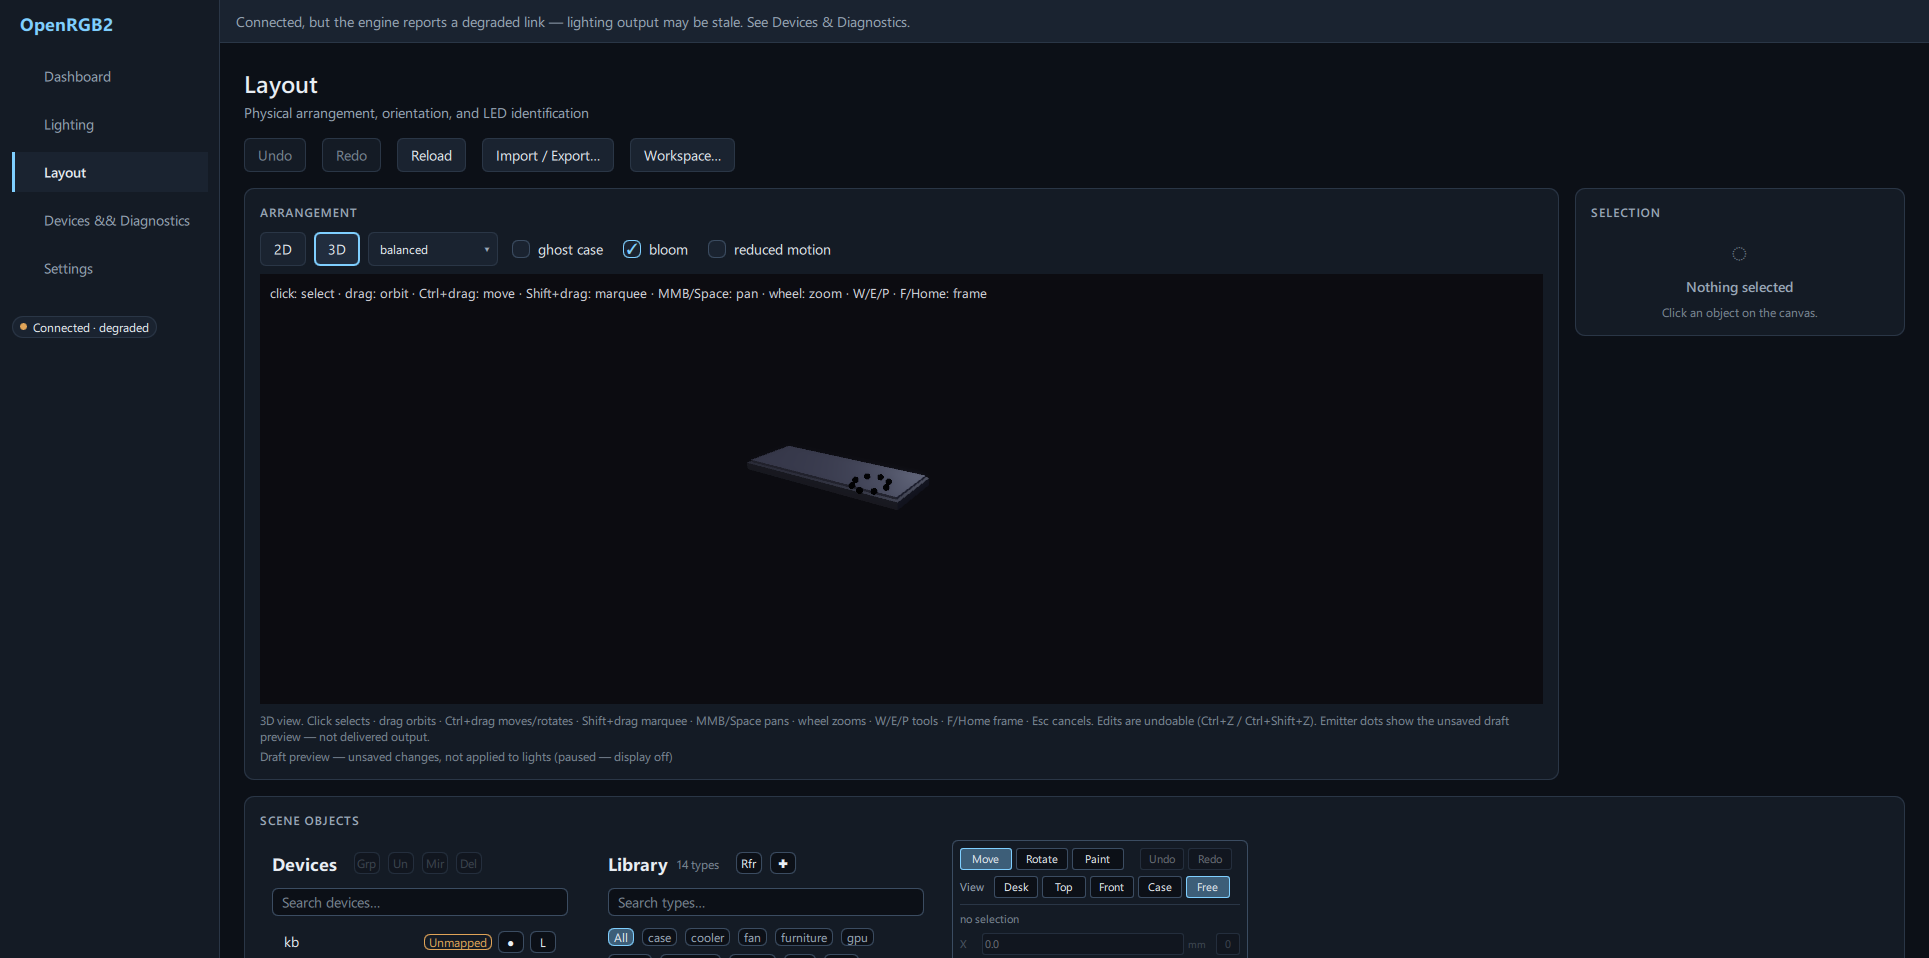 OpenRGB2
Dashboard
Lighting
Layout
Devices && Diagnostics
Settings
Connected · degraded
Connected, but the engine reports a degraded link — lighting output may be stale. See Devices & Diagnostics.
Layout
Physical arrangement, orientation, and LED identification
Undo Redo Reload Import / Export... Workspace...
ARRANGEMENT
2D 3D balanced ghost case bloom reduced motion
click: select · drag: orbit · Ctrl+drag: move · Shift+drag: marquee · MMB/Space: pan · wheel: zoom · W/E/P · F/Home: frame
3D view. Click selects · drag orbits · Ctrl+drag moves/rotates · Shift+drag marquee · MMB/Space pans · wheel zooms · W/E/P tools · F/Home frame · Esc cancels. Edits are undoable (Ctrl+Z / Ctrl+Shift+Z). Emitter dots show the unsaved draft
preview — not delivered output.
Draft preview — unsaved changes, not applied to lights (paused — display off)
SELECTION
Nothing selected
Click an object on the canvas.
SCENE OBJECTS
Devices Grp Un Mir Del
Search devices...
kb Unmapped ● L
Library 14 types Rfr ✚
Search types...
All case cooler fan furniture gpu
Move Rotate Paint Undo Redo
View Desk Top Front Case Free
no selection
X 0.0 mm 0